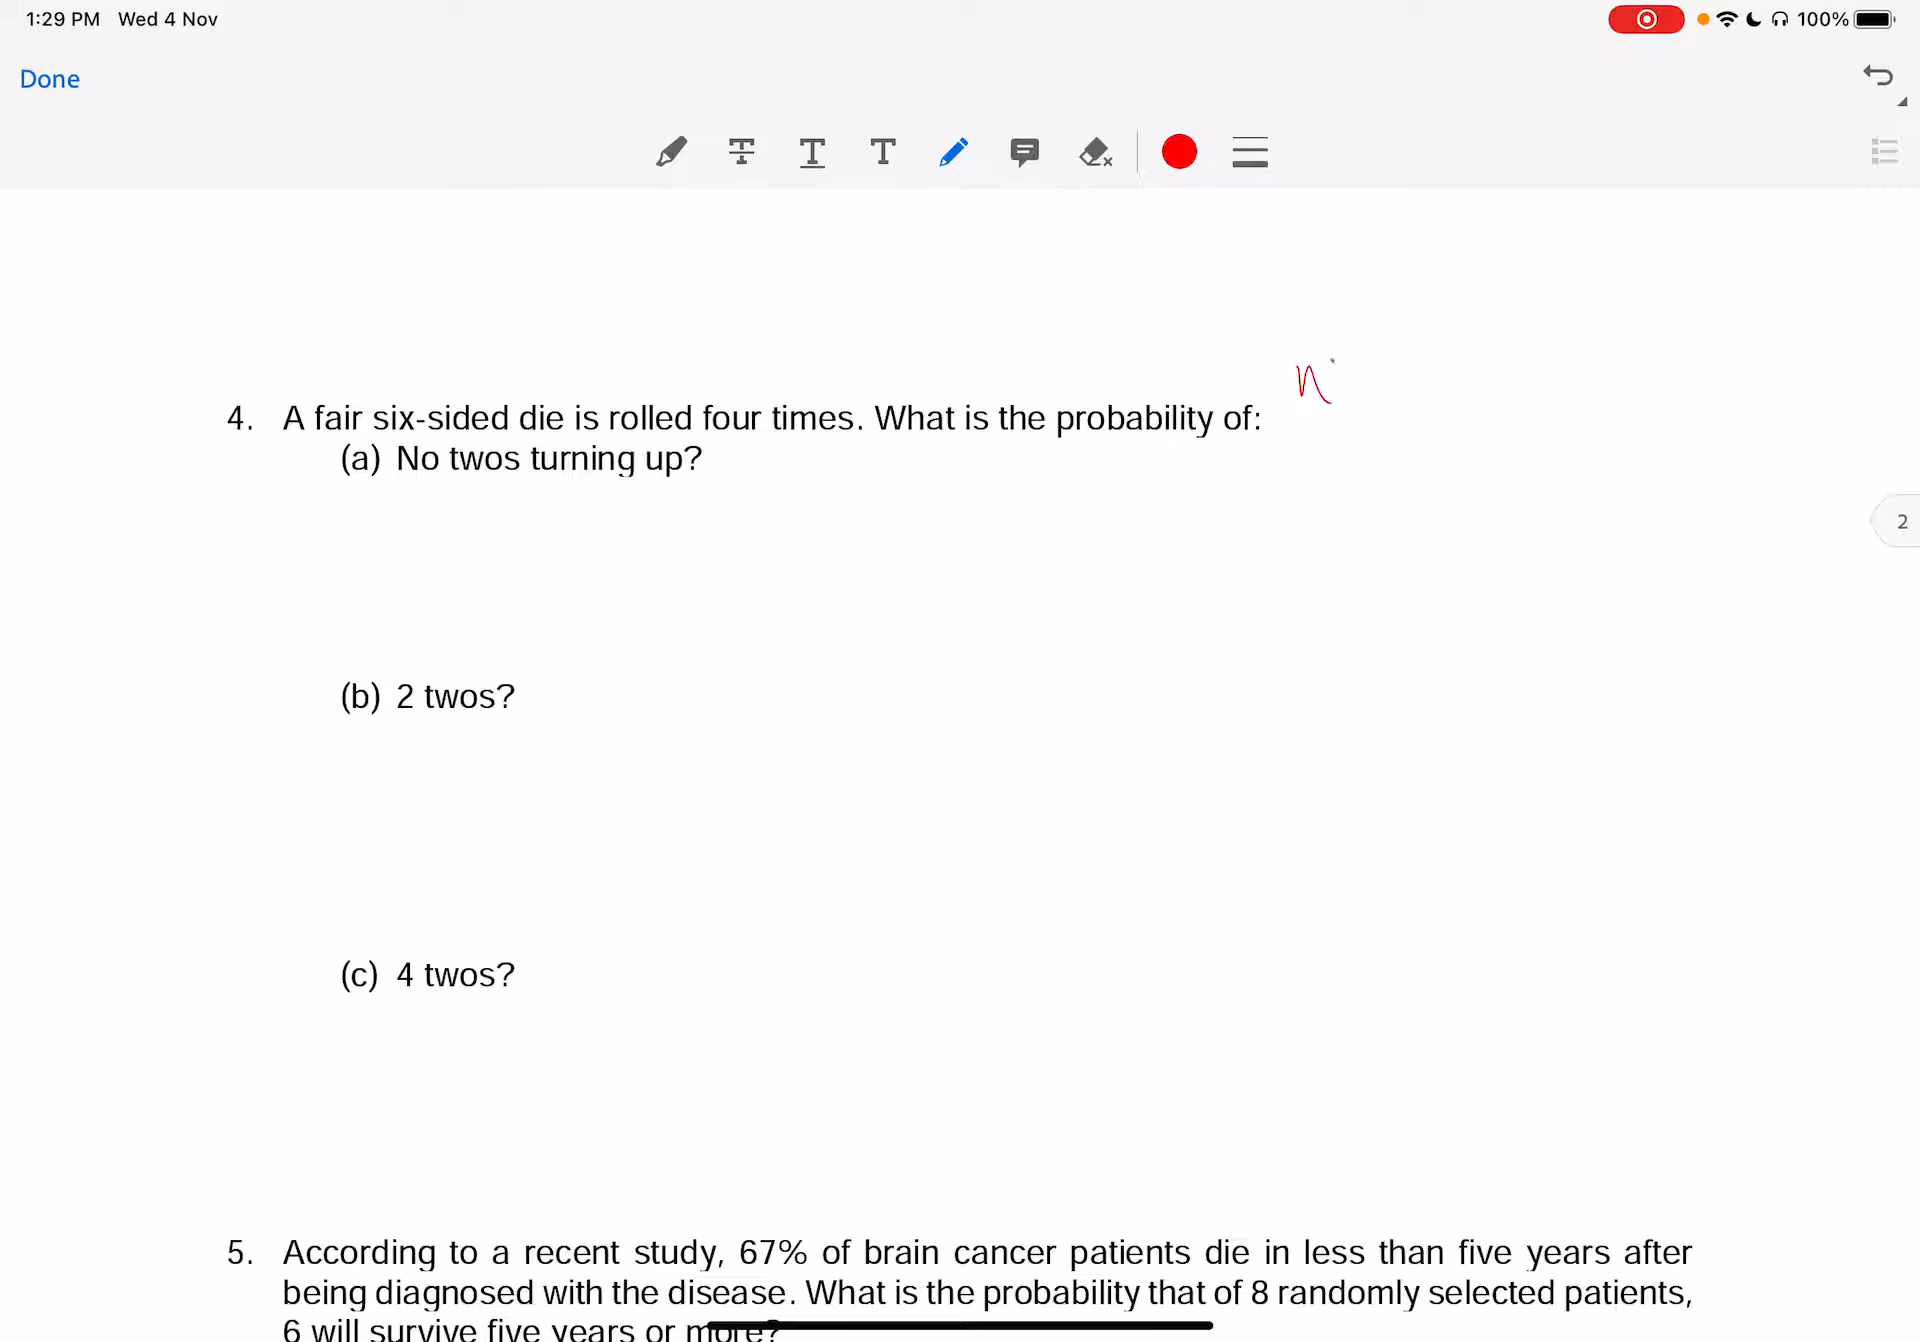 1:29 PM Wed 4 Nov
100%
Done
n
4. A fair six-sided die is rolled four times. What is the probability of:
(a) No twos turning up?
2
(b) 2 twos?
(c) 4 twos?
5. According to a recent study, 67% of brain cancer patients die in less than five years after
being diagnosed with the disease. What is the probability that of 8 randomly selected patients,
6 will survive five years or more?